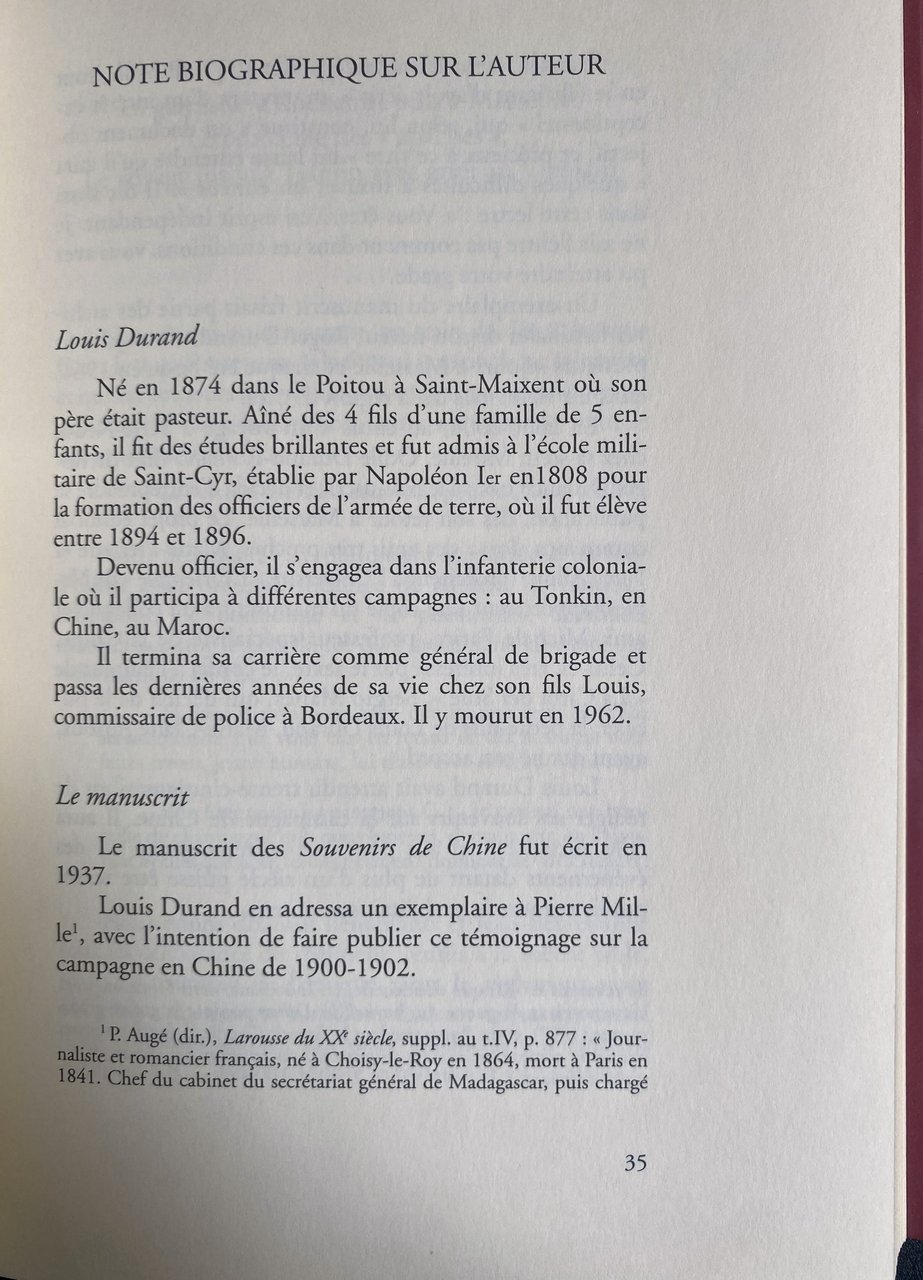 NOTE BIOGRAPHIQUE SUR L'AUTEUR
Louis Durand
Né en 1874 dans le Poitou à Saint-Maixent où son
père était pasteur. Aîné des 4 fils d'une famille de 5 en-
fants, il fit des études brillantes et fut admis à l'école mili-
taire de Saint-Cyr, établie par Napoléon Ier en1808 pour
la formation des officiers de l'armée de terre, où il fut élève
entre 1894 et 1896.
Devenu officier, il s'engagea dans l'infanterie colonia-
le où il participa à différentes campagnes : au Tonkin, en
Chine, au Maroc.
Il termina sa carrière comme général de brigade et
passa les dernières années de sa vie chez son fils Louis,
commissaire de police à Bordeaux. Il y mourut en 1962.
Le manuscrit
Le manuscrit des Souvenirs de Chine fut écrit en
1937.
Louis Durand en adressa un exemplaire à Pierre Mil-
le¹, avec l'intention de faire publier ce témoignage sur la
campagne en Chine de 1900-1902.
¹ P. Augé (dir.), Larousse du XXᵉ siècle, suppl. au t.IV, p. 877 : « Jour-
naliste et romancier français, né à Choisy-le-Roy en 1864, mort à Paris en
1841. Chef du cabinet du secrétariat général de Madagascar, puis chargé
35